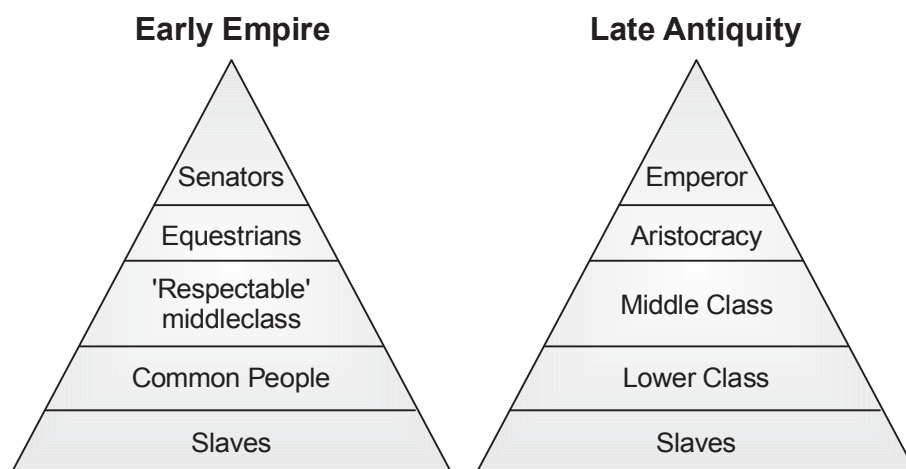 Early Empire
Senators
Equestrians
'Respectable'
middleclass
Common People
Slaves
Late Antiquity
Emperor
Aristocracy
Middle Class
Lower Class
Slaves